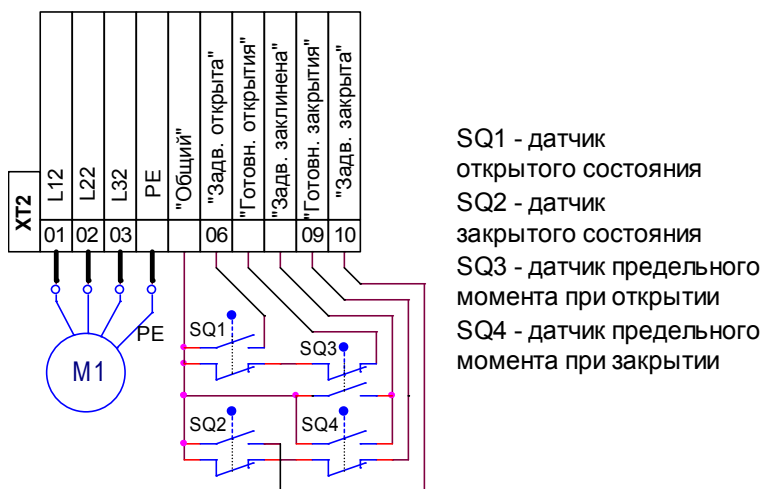 XT2
L12
L22
L32
PE
"Общий"
"Задв. открыта"
"Готовн. открытия"
"Задв. заклинена"
"Готовн. закрытия"
"Задв. закрыта"
01
02
03
06
09
10
PE
M1
SQ1
SQ3
SQ2
SQ4
SQ1 - датчик
открытого состояния
SQ2 - датчик
закрытого состояния
SQ3 - датчик предельного
момента при открытии
SQ4 - датчик предельного
момента при закрытии